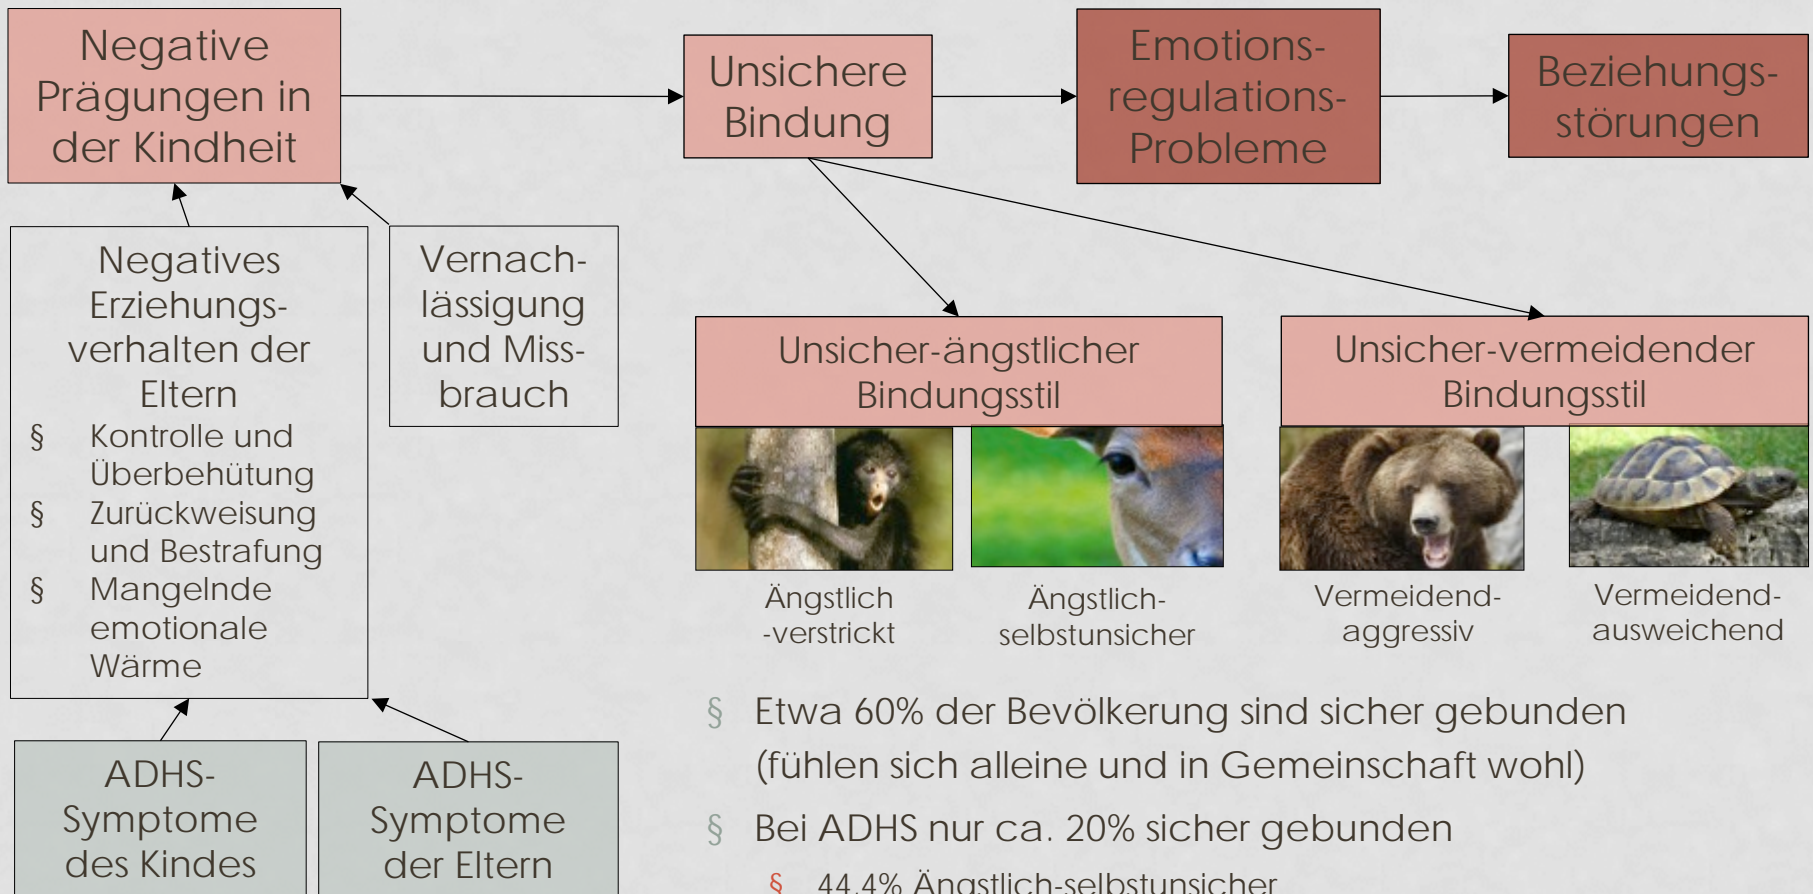 Negative
Prägungen in
der Kindheit
Unsichere
Bindung
Emotions-
regulations-
Probleme
Beziehungs-
störungen
Negatives
Erziehungs-
verhalten der
Eltern
§ Kontrolle und
Überbehütung
§ Zurückweisung
und Bestrafung
§ Mangelnde
emotionale
Wärme
Vernach-
lässigung
und Miss-
brauch
Unsicher-ängstlicher
Bindungsstil
Unsicher-vermeidender
Bindungsstil
Ängstlich
-verstrickt
Ängstlich-
selbstunsicher
Vermeidend-
aggressiv
Vermeidend-
ausweichend
ADHS-
Symptome
des Kindes
ADHS-
Symptome
der Eltern
§ Etwa 60% der Bevölkerung sind sicher gebunden
(fühlen sich alleine und in Gemeinschaft wohl)
§ Bei ADHS nur ca. 20% sicher gebunden
§ 44,4% Ängstlich-selbstunsicher